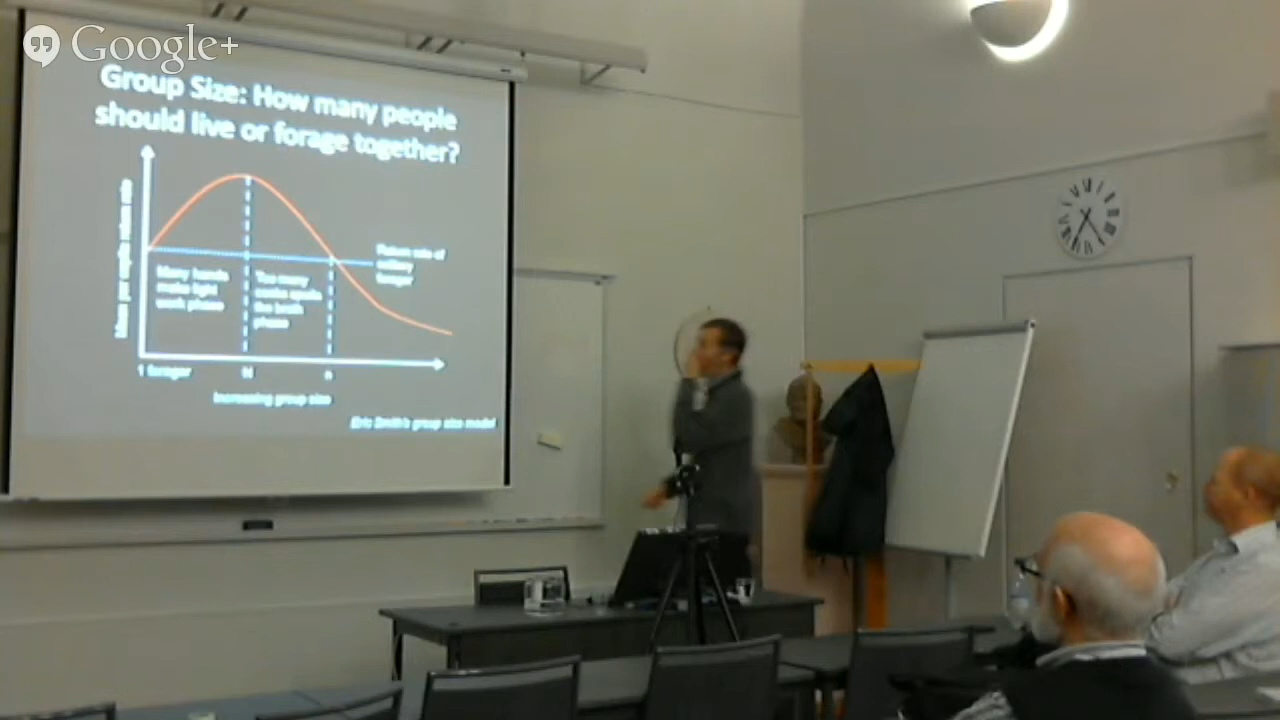 Google+
Group Size: How many people
should live or forage together?
Return rate of
solitary
forager
Many hands
make light
work phase
Too many
cooks spoils
the broth
phase
1 forager
N
n
Increasing group size
Eric Smith's group size model